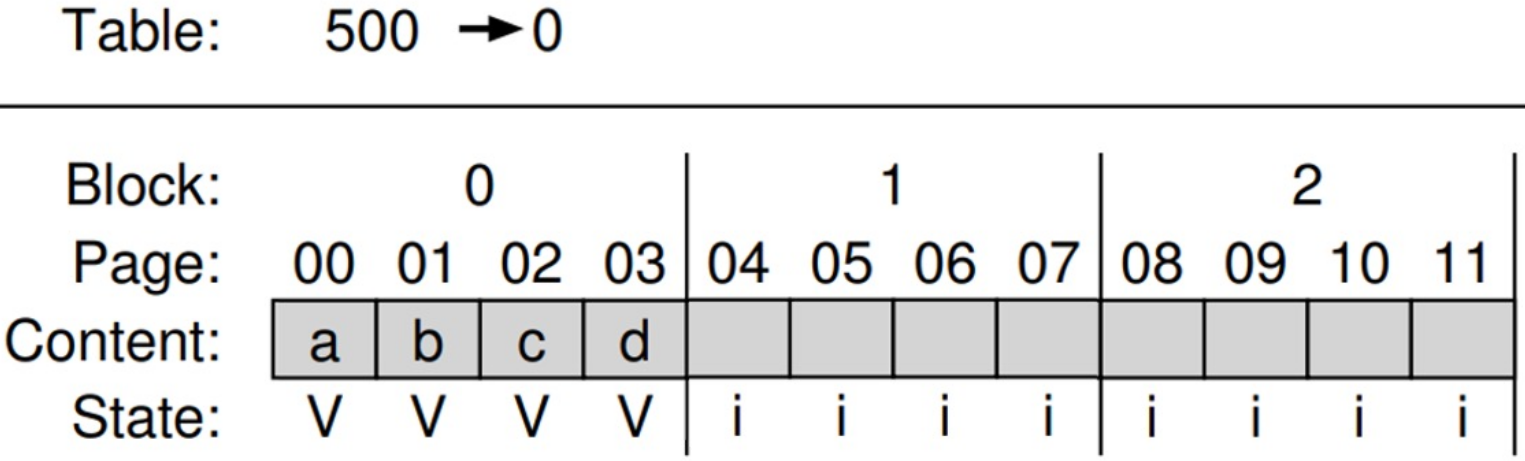 Table: 500 → 0
Block: 0 1 2
Page: 00 01 02 03 04 05 06 07 08 09 10 11
Content: a b c d
State: V V V V i i i i i i i i